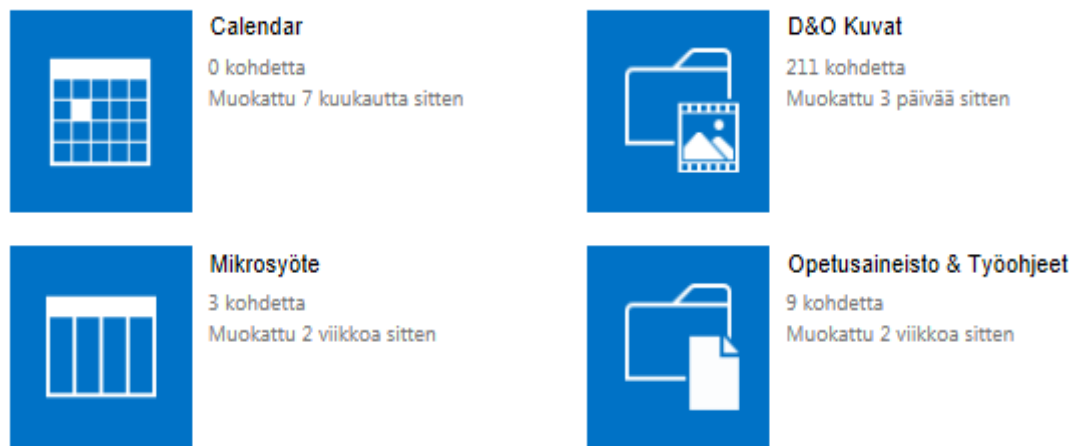 Calendar
0 kohdetta
Muokattu 7 kuukautta sitten
D&O Kuvat
211 kohdetta
Muokattu 3 päivää sitten
Mikrosyöte
3 kohdetta
Muokattu 2 viikkoa sitten
Opetusaineisto & Työohjeet
9 kohdetta
Muokattu 2 viikkoa sitten